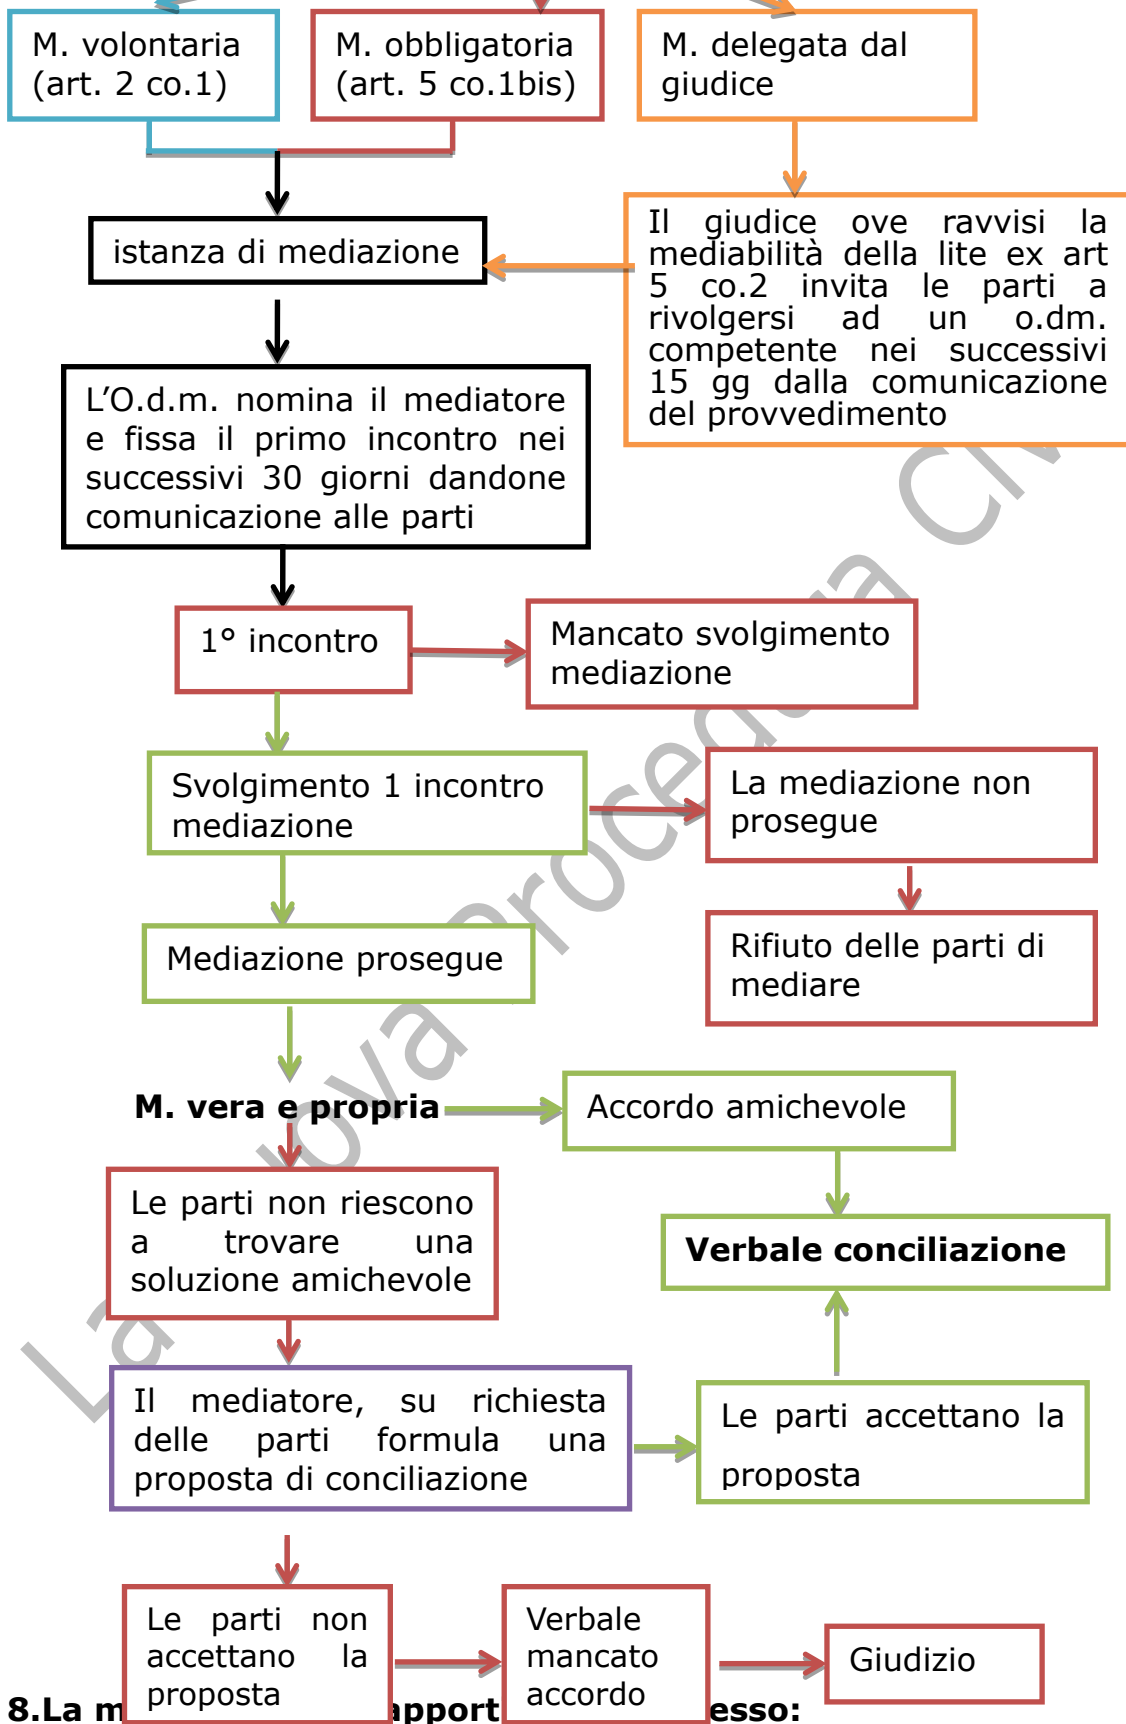 M. volontaria
(art. 2 co.1)
M. obbligatoria
(art. 5 co.1bis)
M. delegata dal
giudice
istanza di mediazione
Il giudice ove ravvisi la
mediabilità della lite ex art
5 co.2 invita le parti a
rivolgersi ad un o.dm.
competente nei successivi
15 gg dalla comunicazione
del provvedimento
L’O.d.m. nomina il mediatore
e fissa il primo incontro nei
successivi 30 giorni dandone
comunicazione alle parti
1° incontro
Mancato svolgimento
mediazione
Svolgimento 1 incontro
mediazione
La mediazione non
prosegue
Mediazione prosegue
Rifiuto delle parti di
mediare
M. vera e propria
Accordo amichevole
Le parti non riescono
a trovare una
soluzione amichevole
Verbale conciliazione
Il mediatore, su richiesta
delle parti formula una
proposta di conciliazione
Le parti accettano la
proposta
Le parti non
accettano la
proposta
Verbale
mancato
accordo
Giudizio
8.La
La Procedura